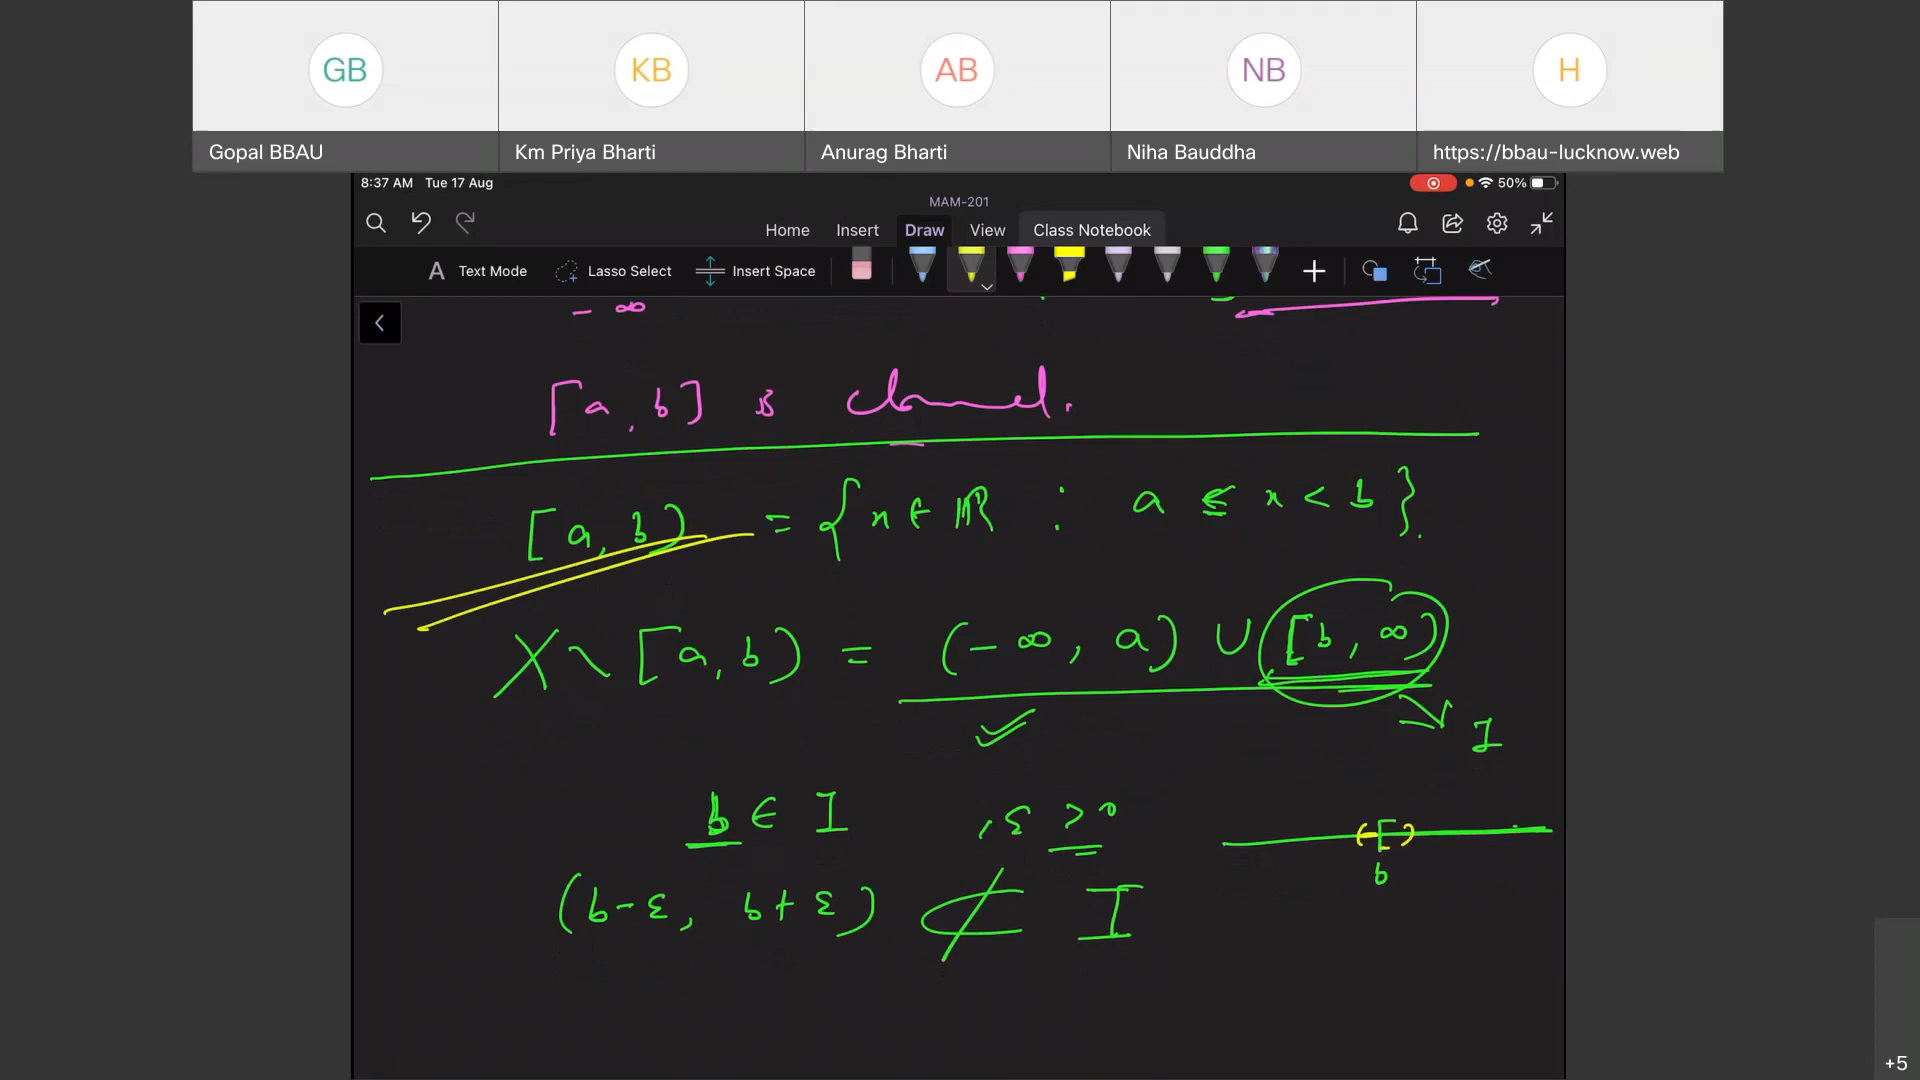 GB KB AB NB H
Gopal BBAU Km Priya Bharti Anurag Bharti Niha Bauddha https://bbau-lucknow.web
8:37 AM Tue 17 Aug 50%
MAM-201
Home Insert Draw View Class Notebook
A Text Mode Lasso Select Insert Space
- ∞
[a, b] is closed.
[a, b) = {x ∈ ℝ : a ≤ x < b}.
X \ [a, b) = (-∞, a) ∪ [b, ∞)
I
b ∈ I , ε > 0
b
(b-ε, b+ε) ⊄ I
+5